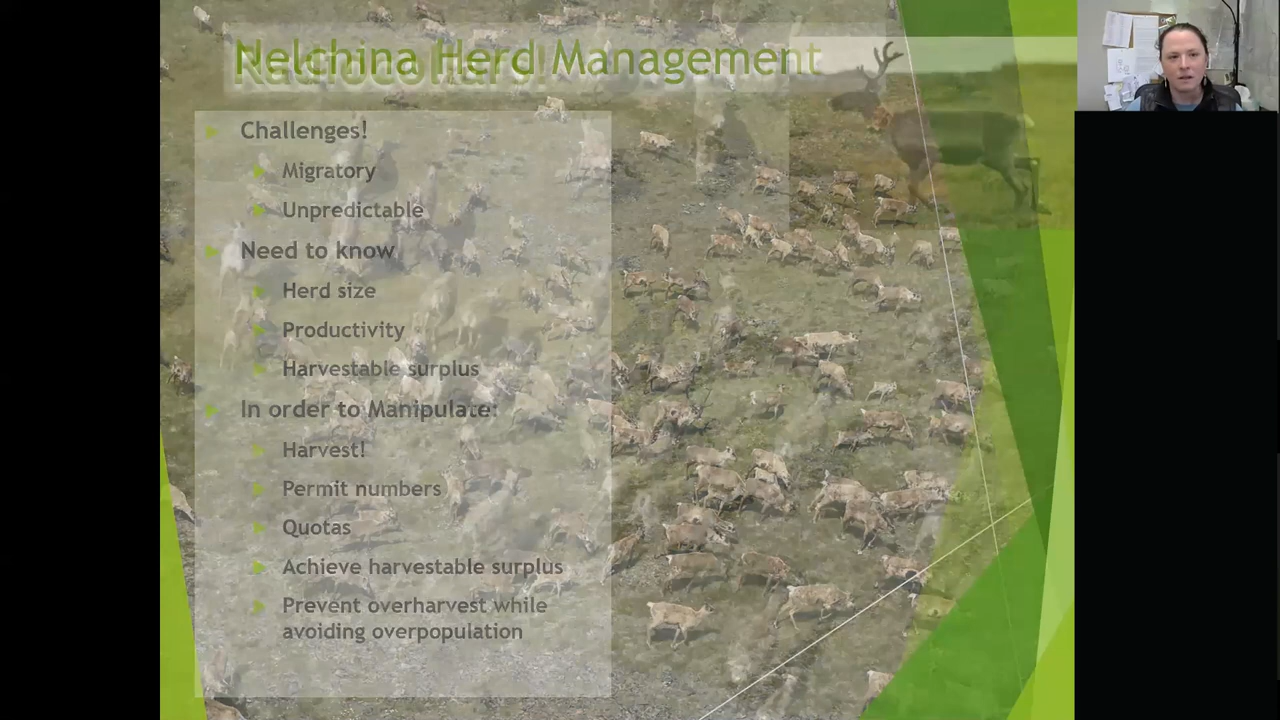 Nelchina Herd Management
Challenges!
Migratory
Unpredictable
Need to know
Herd size
Productivity
Harvestable surplus
In order to Manipulate:
Harvest!
Permit numbers
Quotas
Achieve harvestable surplus
Prevent overharvest while
avoiding overpopulation